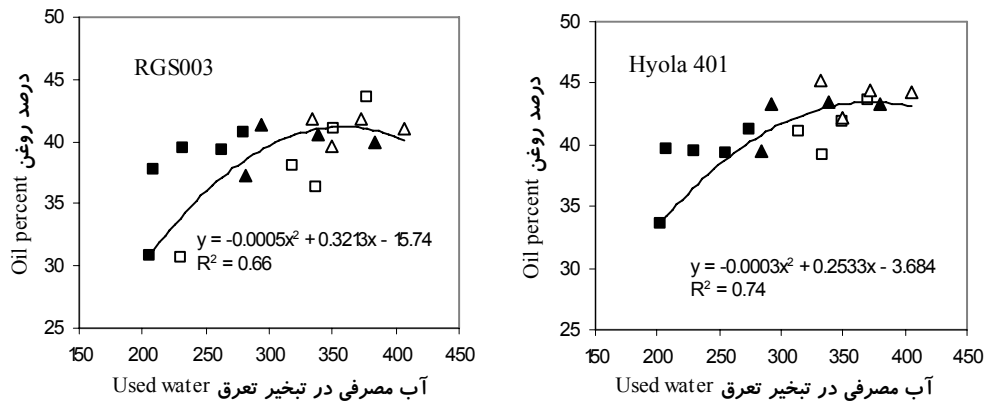 RGS003
50
45
40
35
30
25
Oil percent درصد روغن
y = -0.0005x² + 0.3213x - 15.74
R² = 0.66
150 200 250 300 350 400 450
Used water آب مصرفی در تبخیر تعرق
Hyola 401
50
45
40
35
30
25
Oil percent درصد روغن
y = -0.0003x² + 0.2533x - 3.684
R² = 0.74
150 200 250 300 350 400 450
Used water آب مصرفی در تبخیر تعرق